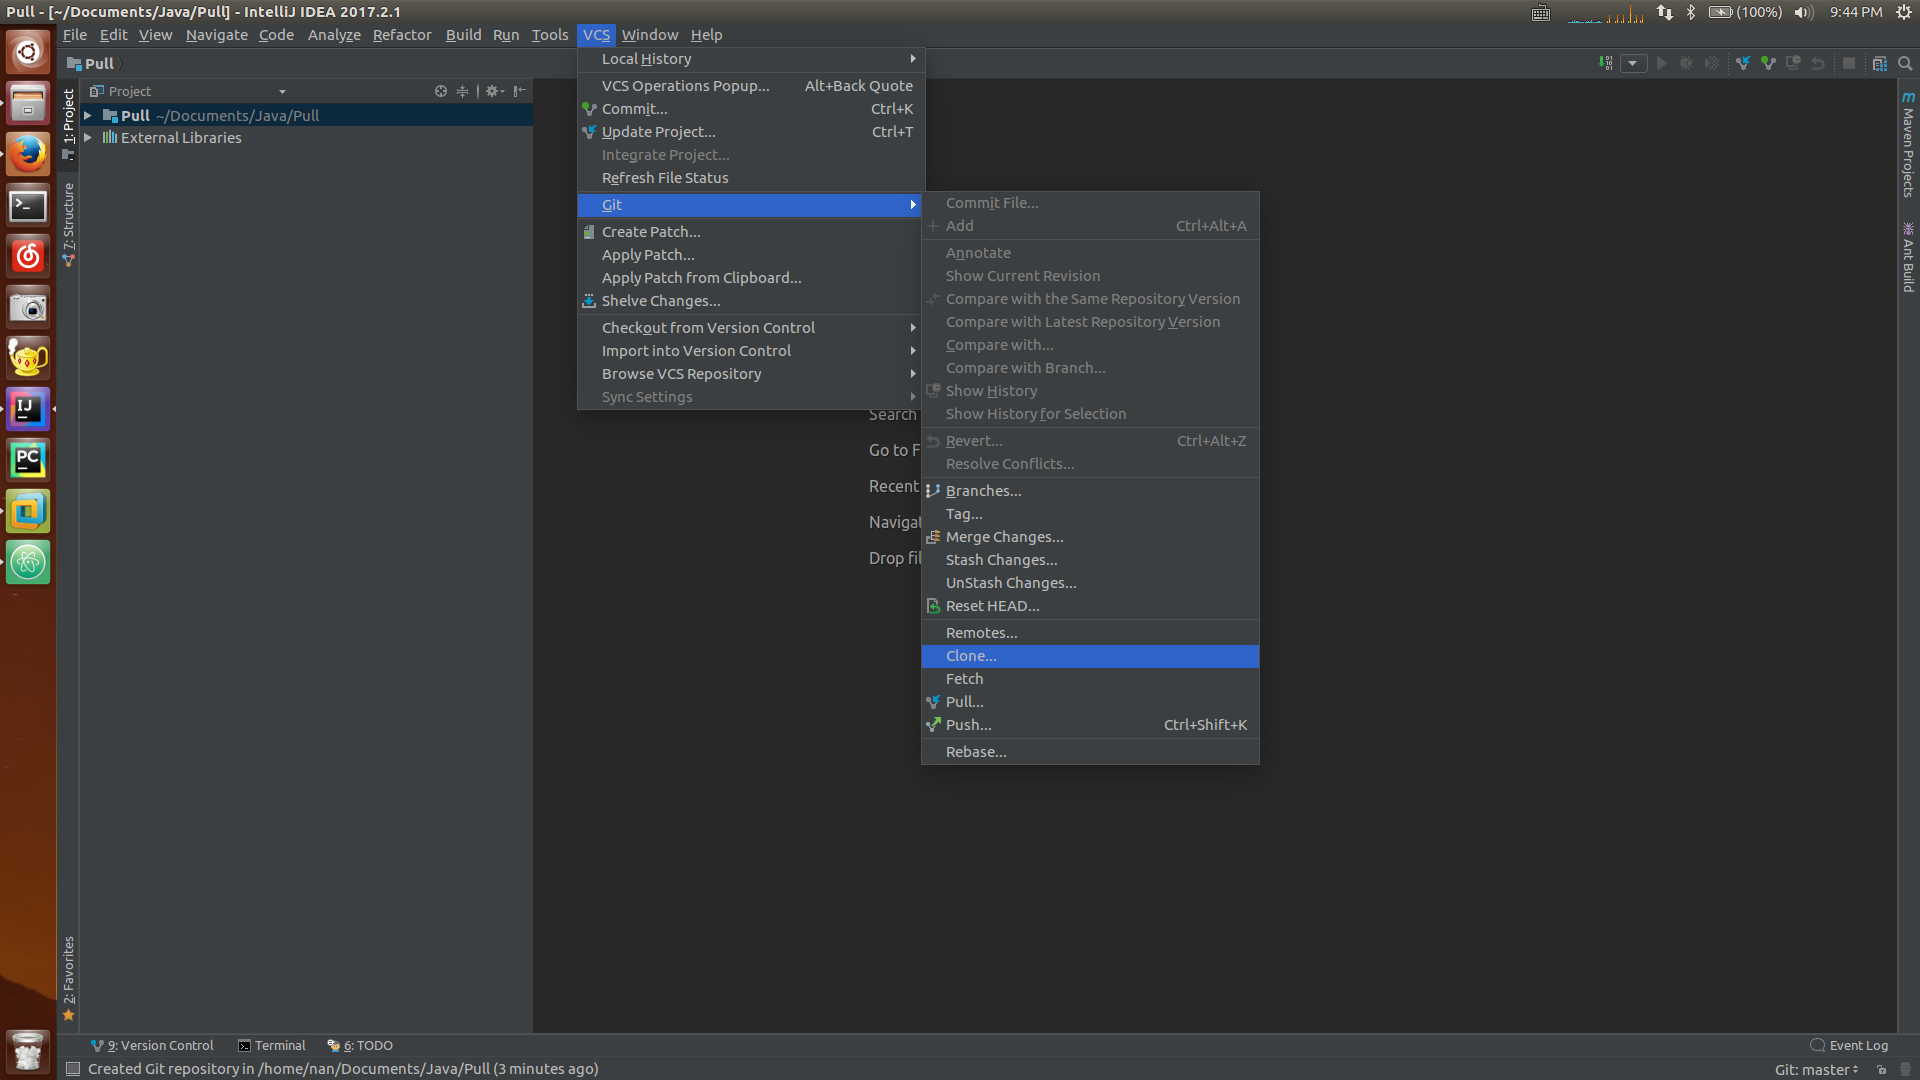 Pull - [~/Documents/Java/Pull] - IntelliJ IDEA 2017.2.1
(100%) 9:44 PM
File Edit View Navigate Code Analyze Refactor Build Run Tools VCS Window Help
Pull
Project
Pull ~/Documents/Java/Pull
External Libraries
1: Project
7: Structure
2: Favorites
IJ
PC
Local History
VCS Operations Popup... Alt+Back Quote
Commit... Ctrl+K
Update Project... Ctrl+T
Integrate Project...
Refresh File Status
Git
Create Patch...
Apply Patch...
Apply Patch from Clipboard...
Shelve Changes...
Checkout from Version Control
Import into Version Control
Browse VCS Repository
Sync Settings
Search
Go to F
Recent
Navigat
Drop fil
Commit File...
Add Ctrl+Alt+A
Annotate
Show Current Revision
Compare with the Same Repository Version
Compare with Latest Repository Version
Compare with...
Compare with Branch...
Show History
Show History for Selection
Revert... Ctrl+Alt+Z
Resolve Conflicts...
Branches...
Tag...
Merge Changes...
Stash Changes...
UnStash Changes...
Reset HEAD...
Remotes...
Clone...
Fetch
Pull...
Push... Ctrl+Shift+K
Rebase...
m
Maven Projects
Ant Build
9: Version Control Terminal 6: TODO Event Log
Created Git repository in /home/nan/Documents/Java/Pull (3 minutes ago) Git: master